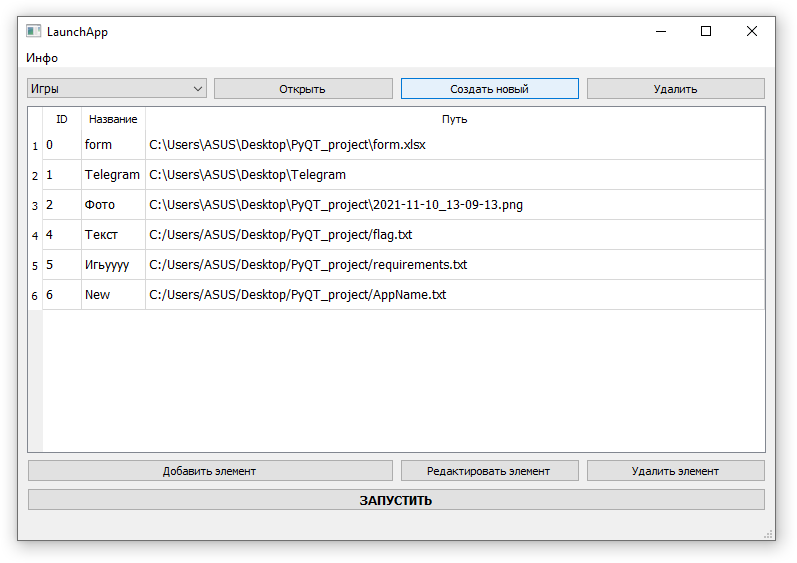 LaunchApp
Инфо
Игры Открыть Создать новый Удалить
ID Название Путь
1 0 form C:\Users\ASUS\Desktop\PyQT_project\form.xlsx
2 1 Telegram C:\Users\ASUS\Desktop\Telegram
3 2 Фото C:\Users\ASUS\Desktop\PyQT_project\2021-11-10_13-09-13.png
4 4 Текст C:/Users/ASUS/Desktop/PyQT_project/flag.txt
5 5 Игьуууу C:/Users/ASUS/Desktop/PyQT_project/requirements.txt
6 6 New C:/Users/ASUS/Desktop/PyQT_project/AppName.txt
Добавить элемент Редактировать элемент Удалить элемент
ЗАПУСТИТЬ